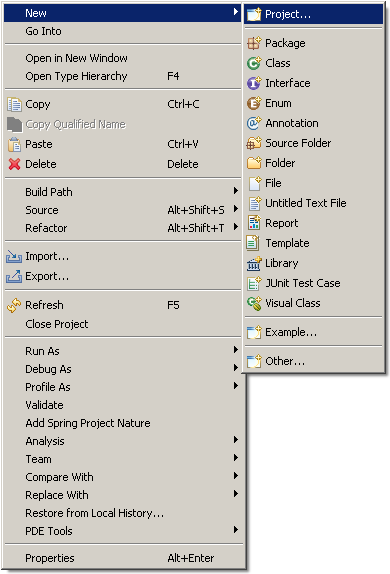 New
Go Into
Open in New Window
Open Type Hierarchy F4
Copy Ctrl+C
Copy Qualified Name
Paste Ctrl+V
Delete Delete
Build Path
Source Alt+Shift+S
Refactor Alt+Shift+T
Import...
Export...
Refresh F5
Close Project
Run As
Debug As
Profile As
Validate
Add Spring Project Nature
Analysis
Team
Compare With
Replace With
Restore from Local History...
PDE Tools
Properties Alt+Enter
Project...
Package
Class
Interface
Enum
Annotation
Source Folder
Folder
File
Untitled Text File
Report
Template
Library
JUnit Test Case
Visual Class
Example...
Other...